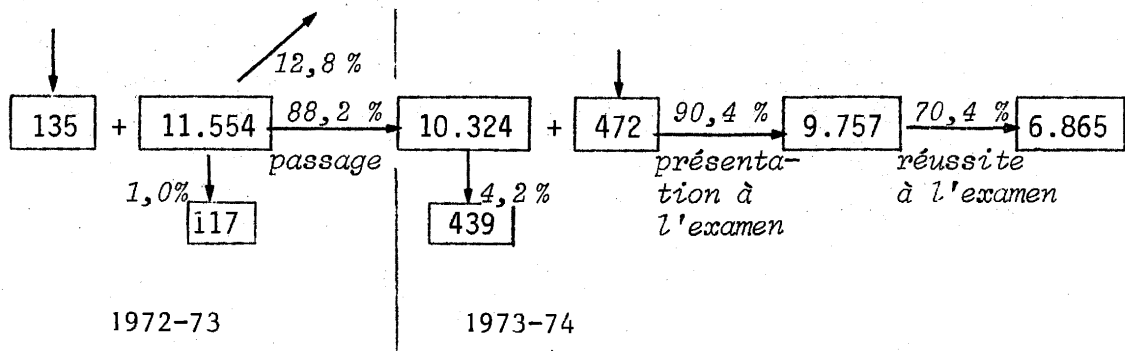 12,8 %
135 + 11.554 88,2 % 10.324 + 472 90,4 % 9.757 70,4 % 6.865
passage présenta- réussite
tion à à l'examen
l'examen
1,0% 4,2 %
117 439
1972-73 1973-74